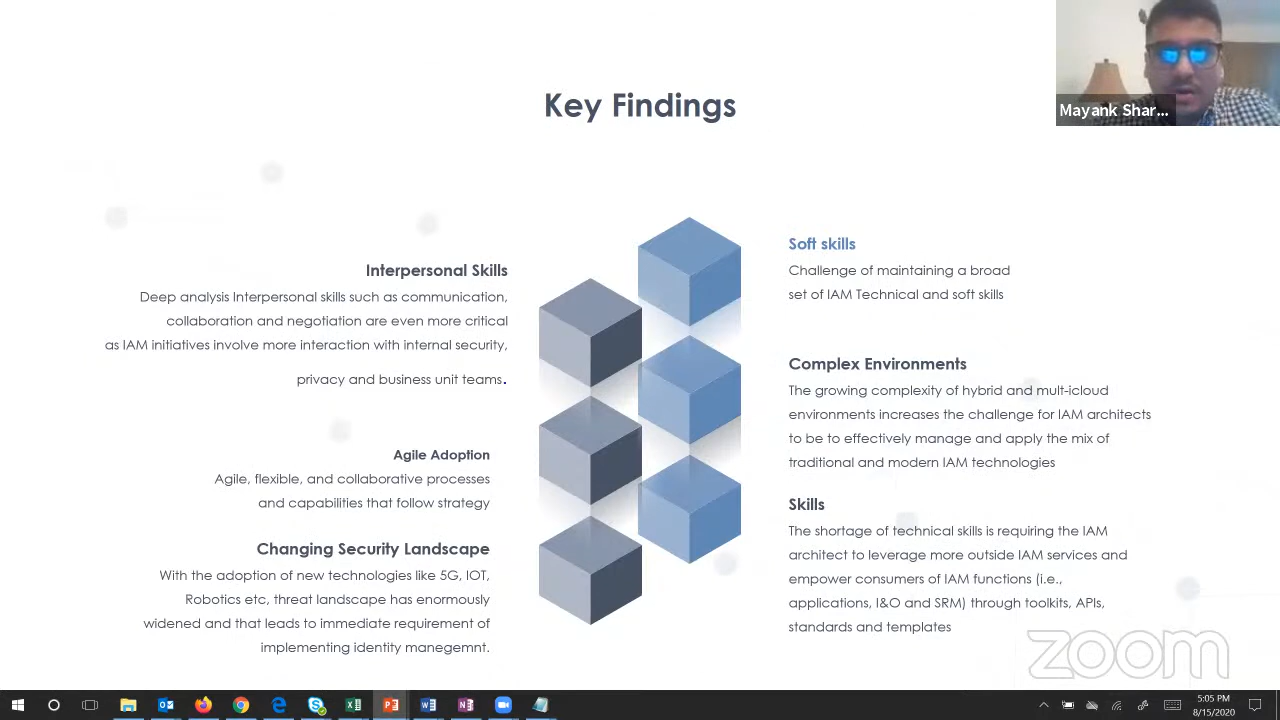 Key Findings
Mayank Shar...
Interpersonal Skills
Deep analysis Interpersonal skills such as communication,
collaboration and negotiation are even more critical
as IAM initiatives involve more interaction with internal security,
privacy and business unit teams.
Agile Adoption
Agile, flexible, and collaborative processes
and capabilities that follow strategy
Changing Security Landscape
With the adoption of new technologies like 5G, IOT,
Robotics etc, threat landscape has enormously
widened and that leads to immediate requirement of
implementing identity manegemnt.
Soft skills
Challenge of maintaining a broad
set of IAM Technical and soft skills
Complex Environments
The growing complexity of hybrid and mult-icloud
environments increases the challenge for IAM architects
to be to effectively manage and apply the mix of
traditional and modern IAM technologies
Skills
The shortage of technical skills is requiring the IAM
architect to leverage more outside IAM services and
empower consumers of IAM functions (i.e.,
applications, I&O and SRM) through toolkits, APIs,
standards and templates
zoom
5:05 PM
8/15/2020